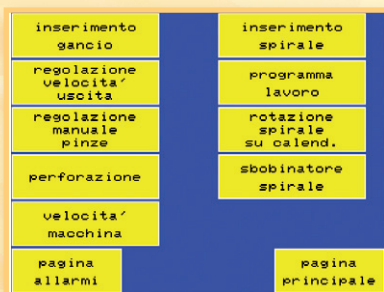 inserimento
gancio
inserimento
spirale
regolazione
velocita'
uscita
programma
lavoro
regolazione
manuale
pinze
rotazione
spirale
su calend.
perforazione
sbobinatore
spirale
velocita'
macchina
pagina
allarmi
pagina
principale